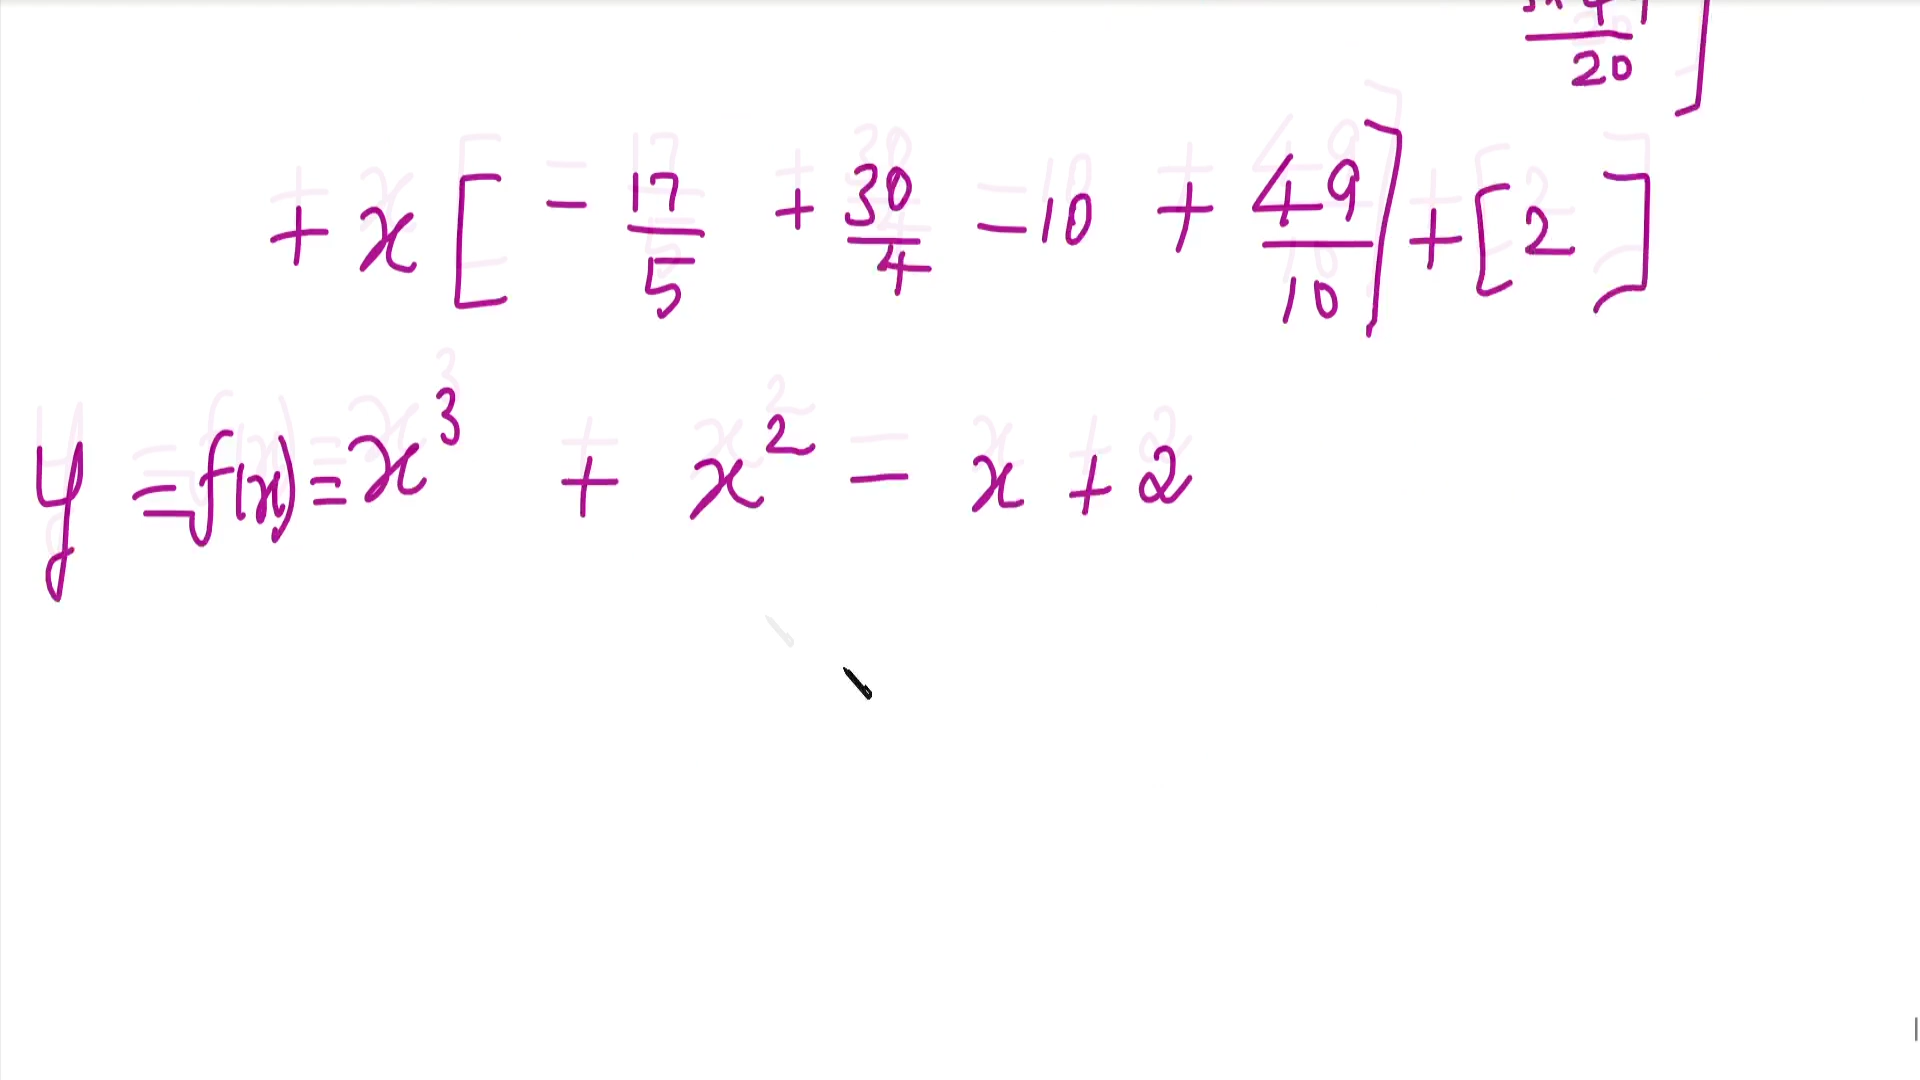 20 ]
+ x [ - 17/5 + 30/4 - 10 + 49/10 ] + [ 2 ]
y = f(x) = x³ + x² - x + 2